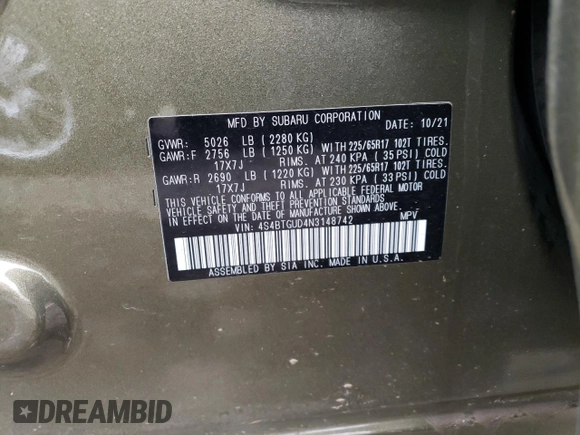 MFD BY SUBARU CORPORATION 10/21
GVWR: 5026 LB ( 2280 KG)
GAWR:F 2756 LB ( 1250 KG) WITH 225/65R17 102T TIRES.
17X7J RIMS. AT 240 KPA ( 35 PSI) COLD
GAWR:R 2690 LB ( 1220 KG) WITH 225/65R17 102T TIRES.
17X7J RIMS. AT 230 KPA ( 33 PSI) COLD
THIS VEHICLE CONFORMS TO ALL APPLICABLE FEDERAL MOTOR
VEHICLE SAFETY AND THEFT PREVENTION STANDARDS
IN EFFECT ON THE DATE OF MANUFACTURE SHOWN ABOVE.
VIN: 4S4BTGUD4N3148742 MPV
ASSEMBLED BY SIA INC. MADE IN U.S.A.
DREAMBID